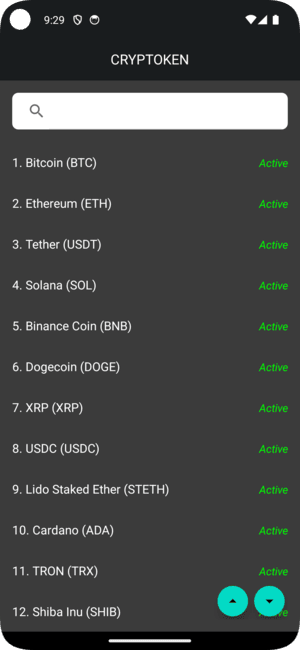 9:29
CRYPTOKEN
1. Bitcoin (BTC) Active
2. Ethereum (ETH) Active
3. Tether (USDT) Active
4. Solana (SOL) Active
5. Binance Coin (BNB) Active
6. Dogecoin (DOGE) Active
7. XRP (XRP) Active
8. USDC (USDC) Active
9. Lido Staked Ether (STETH) Active
10. Cardano (ADA) Active
11. TRON (TRX) Active
12. Shiba Inu (SHIB)